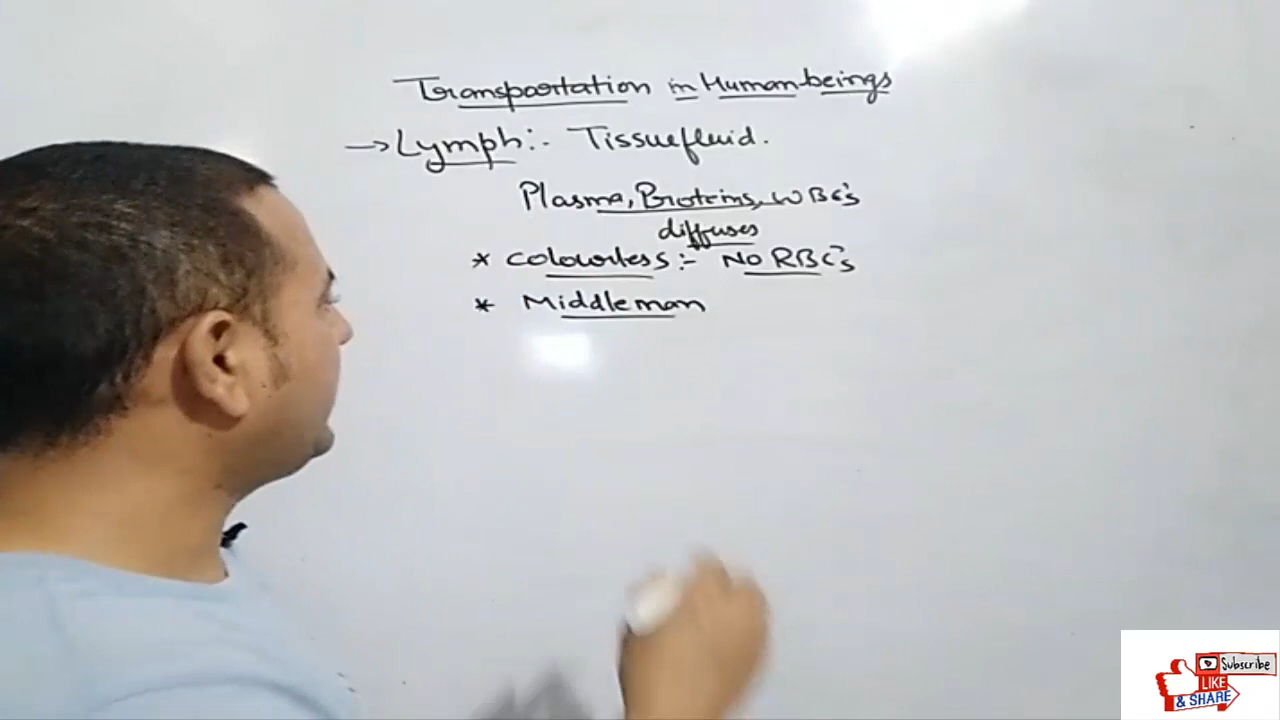 Transportation in Human beings
→ Lymph:- Tissuefluid.
Plasma, Proteins, WBC's
diffuses
* Colourless:- No RBC's
* Middleman
Subscribe
LIKE
& SHARE